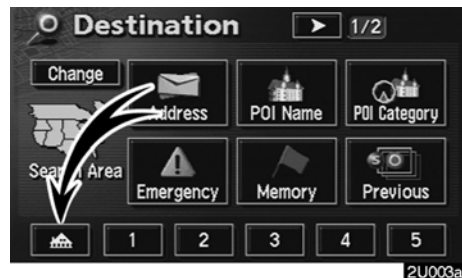 Destination 1/2
Change
Address POI Name POI Category
Search Area
Emergency Memory Previous
1 2 3 4 5
2U003a